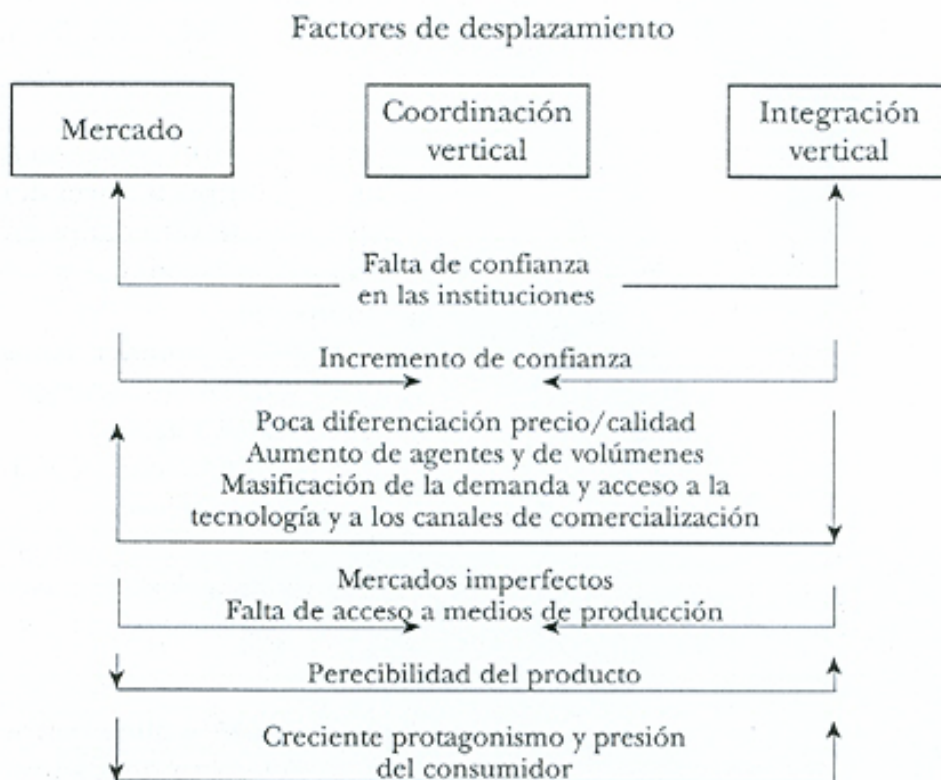 Factores de desplazamiento
Mercado
Coordinación
vertical
Integración
vertical
Falta de confianza
en las instituciones
Incremento de confianza
Poca diferenciación precio/calidad
Aumento de agentes y de volúmenes
Masificación de la demanda y acceso a la
tecnología y a los canales de comercialización
Mercados imperfectos
Falta de acceso a medios de producción
Perecibilidad del producto
Creciente protagonismo y presión
del consumidor